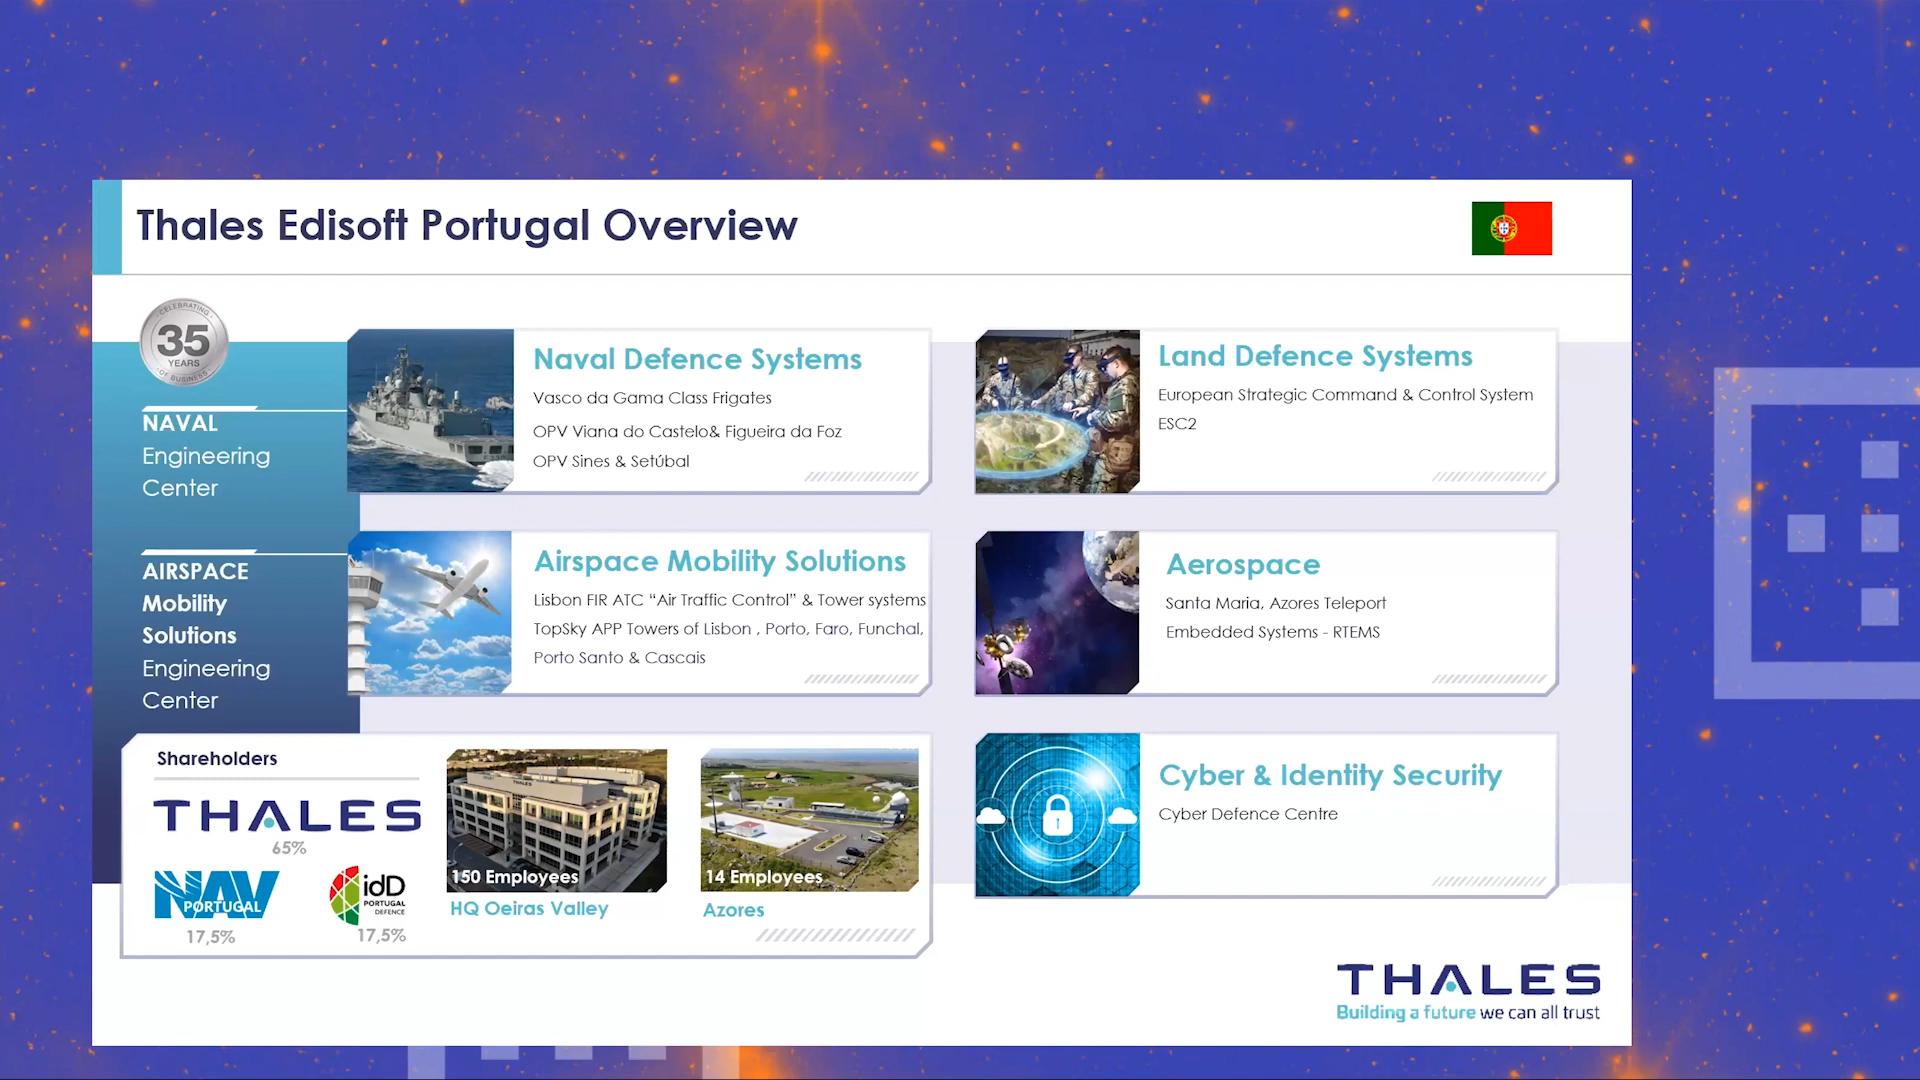 Thales Edisoft Portugal Overview
CELEBRATING
35
YEARS
OF BUSINESS
NAVAL
Engineering
Center
AIRSPACE
Mobility
Solutions
Engineering
Center
Naval Defence Systems
Vasco da Gama Class Frigates
OPV Viana do Castelo& Figueira da Foz
OPV Sines & Setúbal
Land Defence Systems
European Strategic Command & Control System
ESC2
Airspace Mobility Solutions
Lisbon FIR ATC “Air Traffic Control” & Tower systems
TopSky APP Towers of Lisbon , Porto, Faro, Funchal,
Porto Santo & Cascais
Aerospace
Santa Maria, Azores Teleport
Embedded Systems - RTEMS
Shareholders
THALES
65%
NAV
PORTUGAL
17,5%
idD
PORTUGAL
DEFENCE
17,5%
THALES
150 Employees
HQ Oeiras Valley
14 Employees
Azores
Cyber & Identity Security
Cyber Defence Centre
THALES
Building a future we can all trust